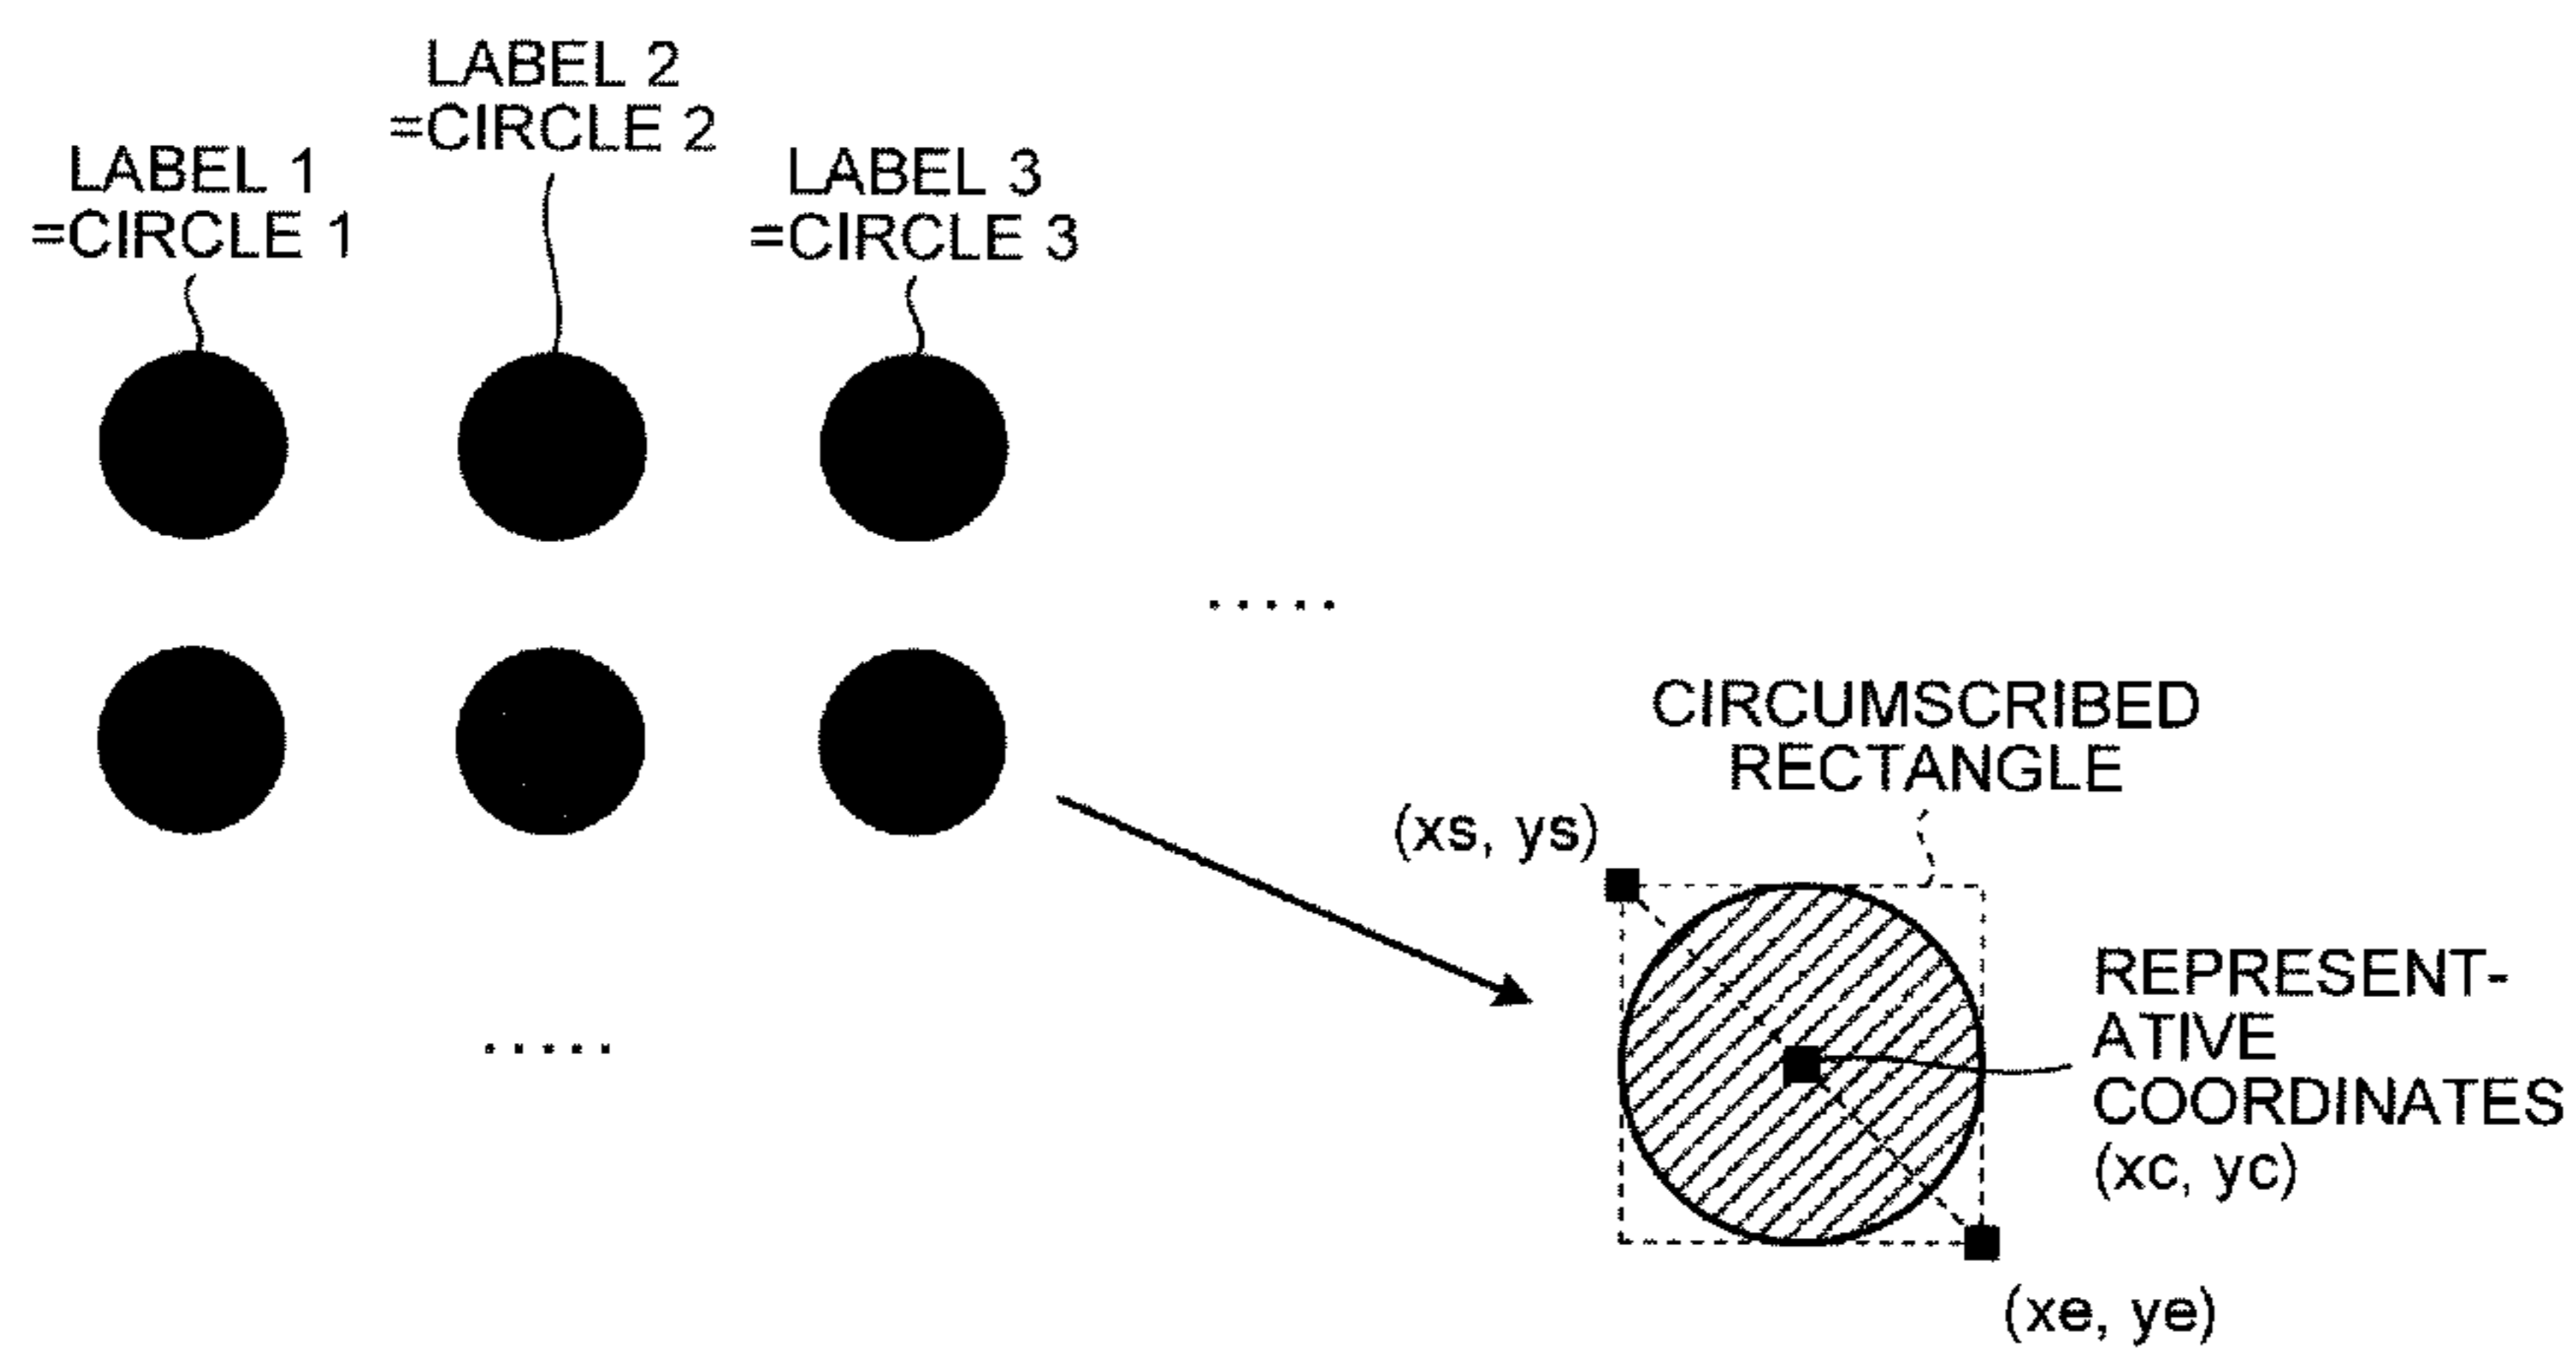 LABEL 1
=CIRCLE 1
LABEL 2
=CIRCLE 2
LABEL 3
=CIRCLE 3
.....
CIRCUMSCRIBED
RECTANGLE
(xs, ys)
REPRESENT-
ATIVE
COORDINATES
(xc, yc)
(xe, ye)
.....